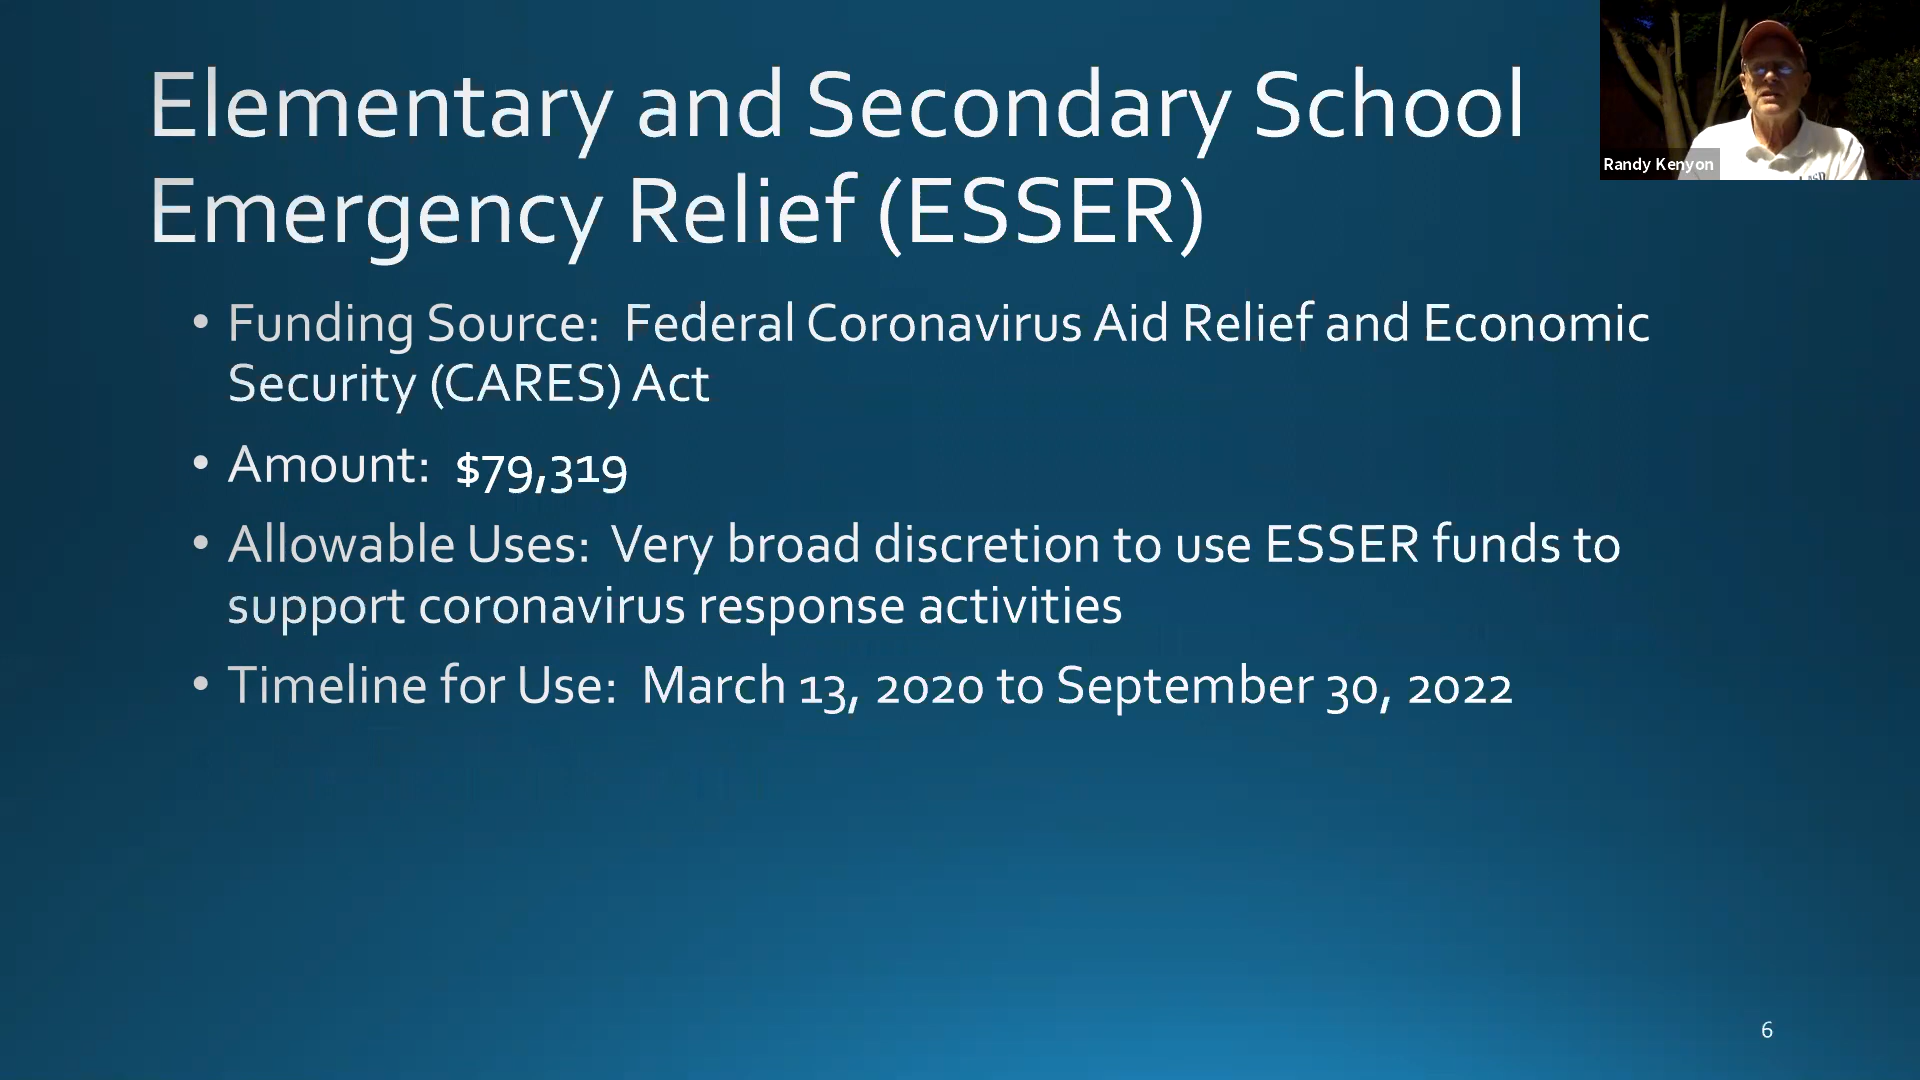 Elementary and Secondary School
Emergency Relief (ESSER)
Randy Kenyon
• Funding Source: Federal Coronavirus Aid Relief and Economic
Security (CARES) Act
• Amount: $79,319
• Allowable Uses: Very broad discretion to use ESSER funds to
support coronavirus response activities
• Timeline for Use: March 13, 2020 to September 30, 2022
6